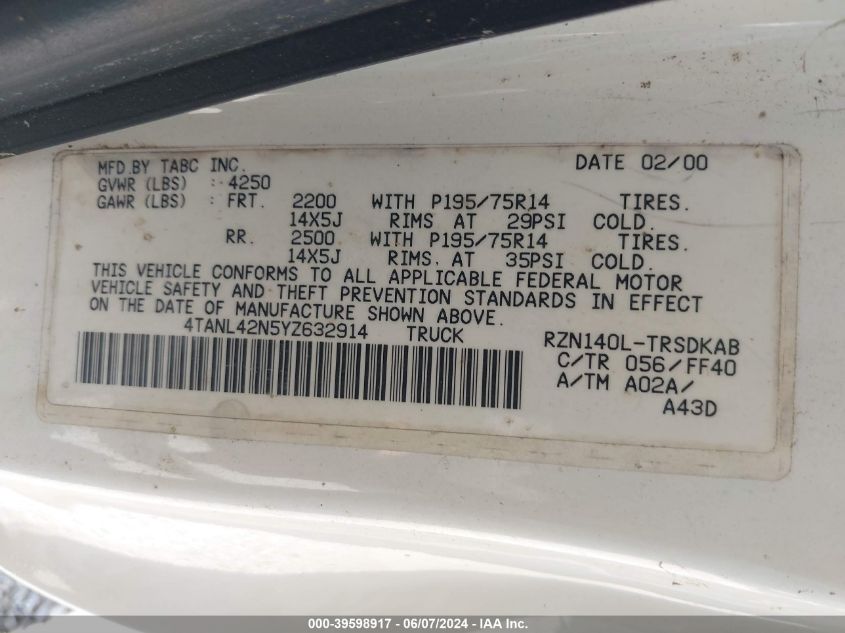 MFD.BY TABC INC. DATE 02/00
GVWR (LBS) : 4250
GAWR (LBS) : FRT. 2200 WITH P195/75R14 TIRES.
14X5J RIMS AT 29PSI COLD.
RR. 2500 WITH P195/75R14 TIRES.
14X5J RIMS. AT 35PSI COLD.
THIS VEHICLE CONFORMS TO ALL APPLICABLE FEDERAL MOTOR
VEHICLE SAFETY AND THEFT PREVENTION STANDARDS IN EFFECT
ON THE DATE OF MANUFACTURE SHOWN ABOVE.
4TANL42N5YZ632914 TRUCK RZN140L-TRSDKAB
C/TR 056/FF40
A/TM A02A/
A43D
000-39598917 | 06/07/2024 | IAA Inc.